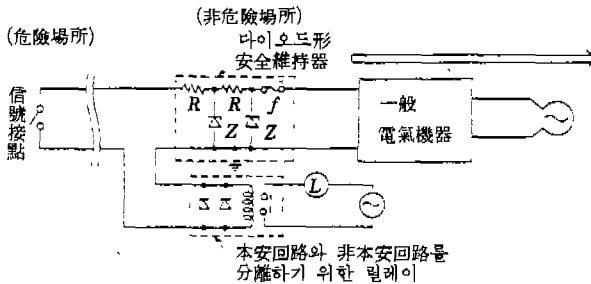 (危險場所)
(非危險場所)
다이오드形
安全維持器
信號接點
R
R
f
Z
Z
一般
電氣機器
L
本安回路와 非本安回路를
分離하기 위한 릴레이